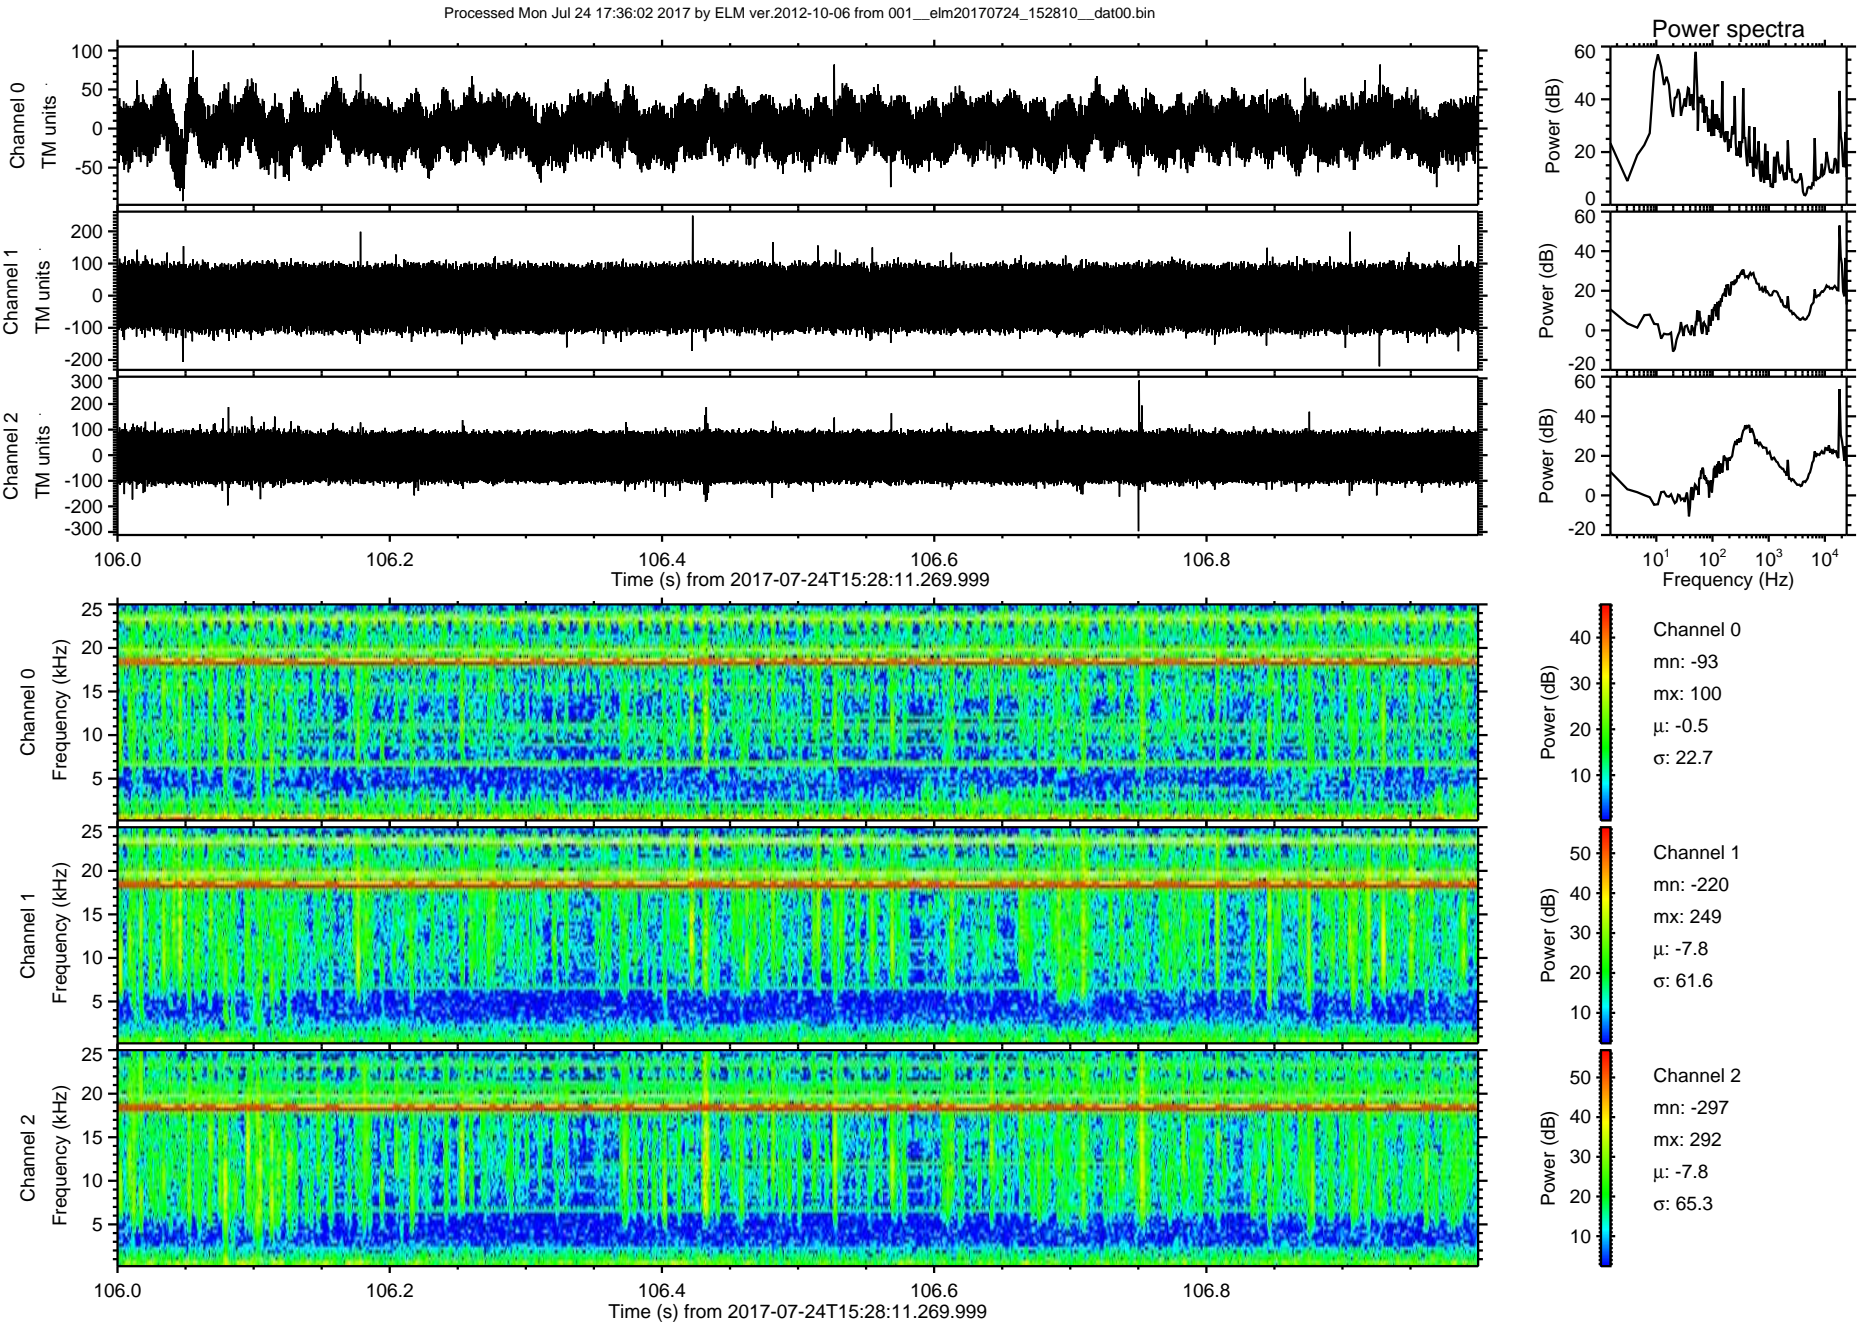 Processed Mon Jul 24 17:36:02 2017 by ELM ver.2012-10-06 from 001__elm20170724_152810__dat00.bin
Power spectra
Channel 0
TM units
100
50
0
-50
Power (dB)
60
40
20
0
Channel 1
TM units
200
100
0
-100
-200
Power (dB)
60
40
20
0
-20
Channel 2
TM units
300
200
100
0
-100
-200
-300
Power (dB)
60
40
20
0
-20
106.0 106.2 106.4 106.6 106.8
Time (s) from 2017-07-24T15:28:11.269.999
10¹ 10² 10³ 10⁴
Frequency (Hz)
Channel 0
Frequency (kHz)
25
20
15
10
5
Power (dB)
40
30
20
10
Channel 0
mn: -93
mx: 100
μ: -0.5
σ: 22.7
Channel 1
Frequency (kHz)
25
20
15
10
5
Power (dB)
50
40
30
20
10
Channel 1
mn: -220
mx: 249
μ: -7.8
σ: 61.6
Channel 2
Frequency (kHz)
25
20
15
10
5
Power (dB)
50
40
30
20
10
Channel 2
mn: -297
mx: 292
μ: -7.8
σ: 65.3
106.0 106.2 106.4 106.6 106.8
Time (s) from 2017-07-24T15:28:11.269.999